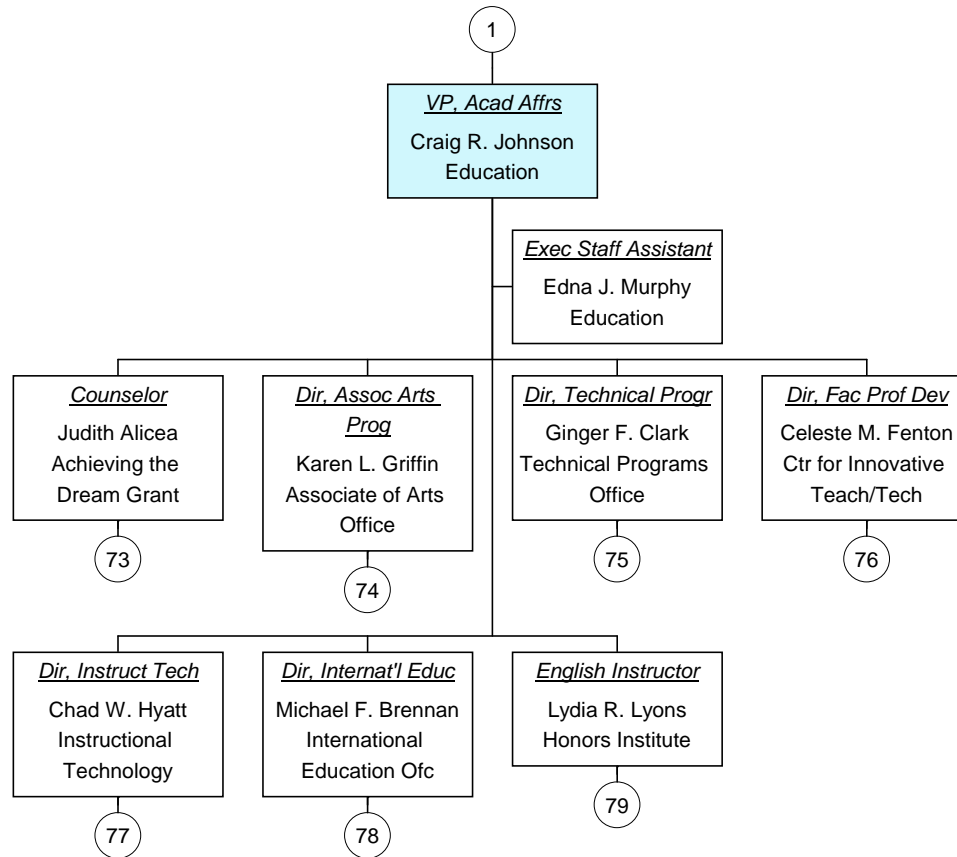 1
VP, Acad Affrs
Craig R. Johnson
Education
Exec Staff Assistant
Edna J. Murphy
Education
Counselor
Judith Alicea
Achieving the
Dream Grant
73
Dir, Assoc Arts
Prog
Karen L. Griffin
Associate of Arts
Office
74
Dir, Technical Progr
Ginger F. Clark
Technical Programs
Office
75
Dir, Fac Prof Dev
Celeste M. Fenton
Ctr for Innovative
Teach/Tech
76
Dir, Instruct Tech
Chad W. Hyatt
Instructional
Technology
77
Dir, Internat'l Educ
Michael F. Brennan
International
Education Ofc
78
English Instructor
Lydia R. Lyons
Honors Institute
79